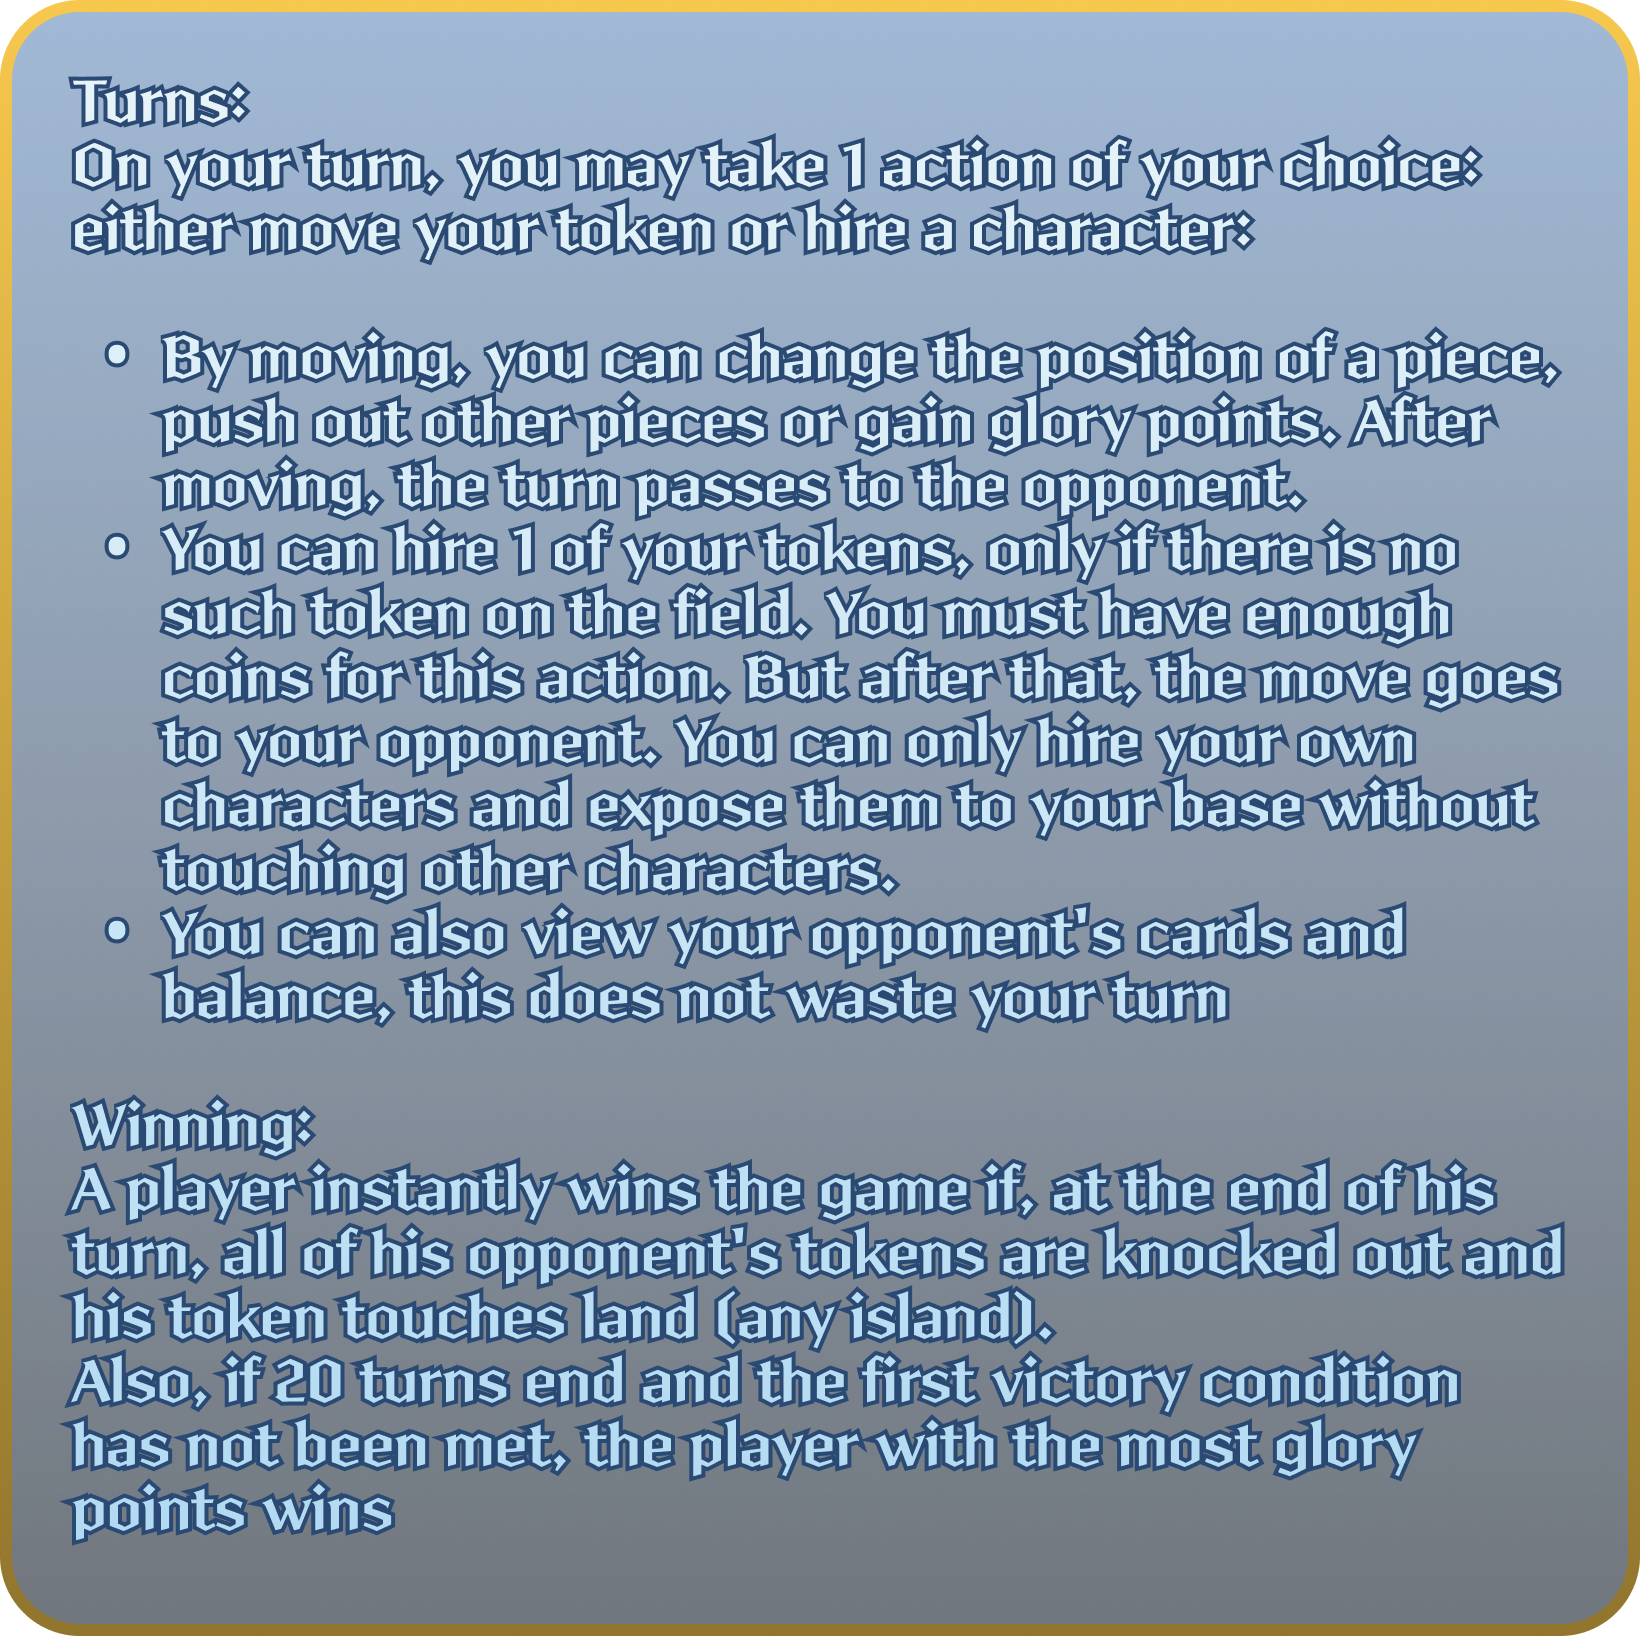 Turns:
On your turn, you may take 1 action of your choice:
either move your token or hire a character:
• By moving, you can change the position of a piece,
push out other pieces or gain glory points. After
moving, the turn passes to the opponent.
• You can hire 1 of your tokens, only if there is no
such token on the field. You must have enough
coins for this action. But after that, the move goes
to your opponent. You can only hire your own
characters and expose them to your base without
touching other characters.
• You can also view your opponent's cards and
balance, this does not waste your turn
Winning:
A player instantly wins the game if, at the end of his
turn, all of his opponent's tokens are knocked out and
his token touches land (any island).
Also, if 20 turns end and the first victory condition
has not been met, the player with the most glory
points wins